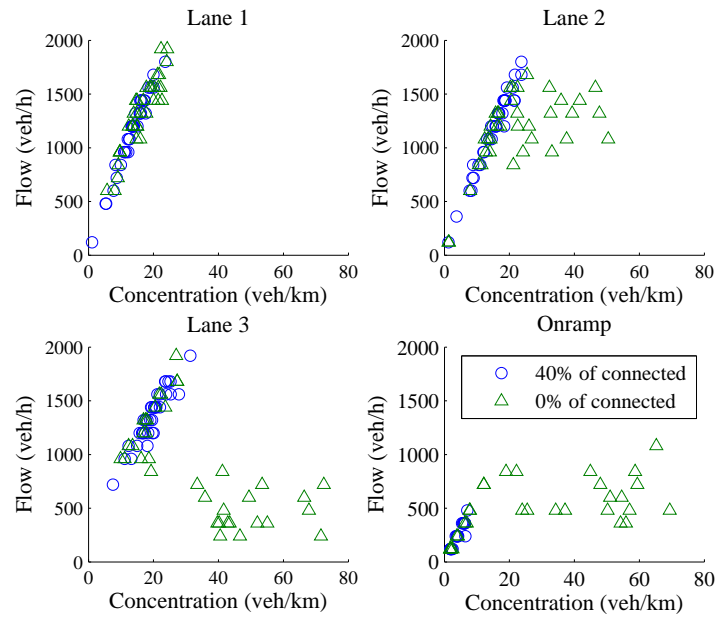 Lane 1
Lane 2
2000
1500
1000
500
0
Flow (veh/h)
0 20 40 60 80
Concentration (veh/km)
2000
1500
1000
500
0
Flow (veh/h)
0 20 40 60 80
Concentration (veh/km)
Lane 3
Onramp
2000
1500
1000
500
0
Flow (veh/h)
0 20 40 60 80
Concentration (veh/km)
2000
1500
1000
500
0
Flow (veh/h)
40% of connected
0% of connected
0 20 40 60 80
Concentration (veh/km)